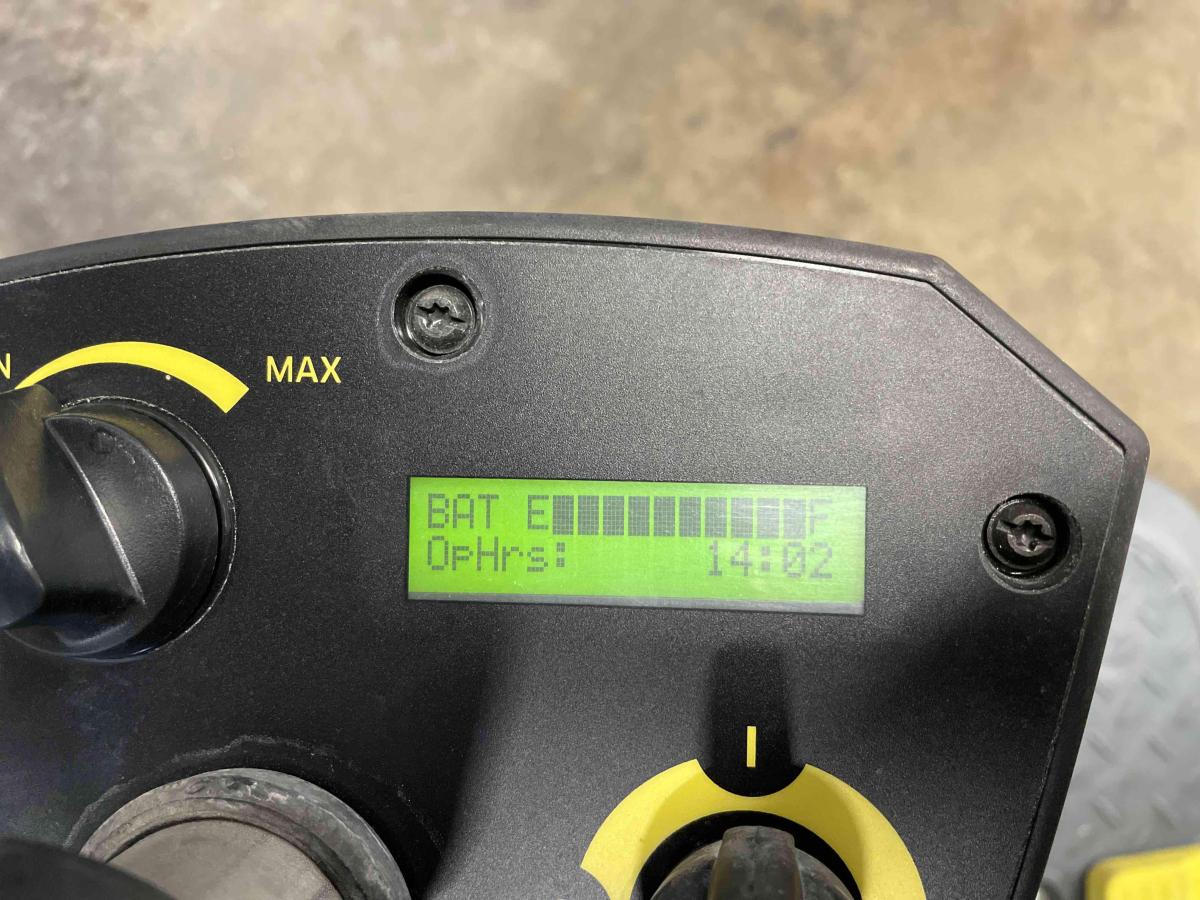 MAX
BAT E F
OpHrs: 14:02
I